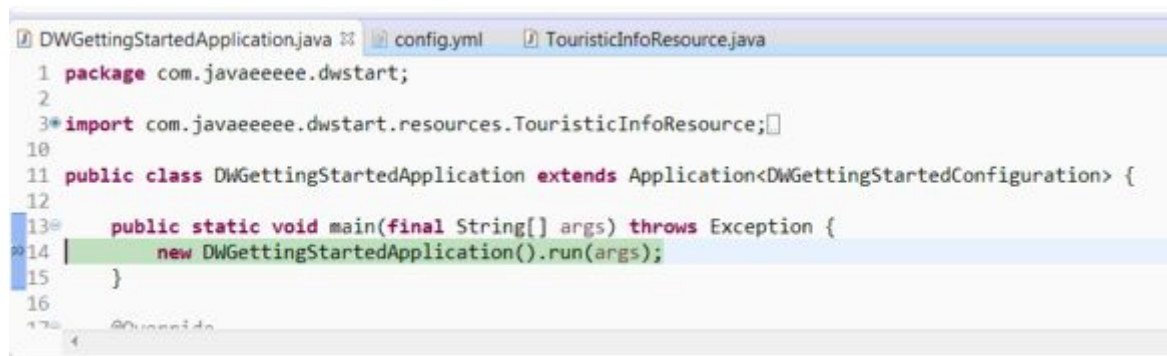 DWGettingStartedApplication.java config.yml TouristicInfoResource.java
1 package com.javaeeeee.dwstart;
2
3 import com.javaeeeee.dwstart.resources.TouristicInfoResource;
10
11 public class DWGettingStartedApplication extends Application<DWGettingStartedConfiguration> {
12
13 public static void main(final String[] args) throws Exception {
14 new DWGettingStartedApplication().run(args);
15 }
16
17 @Override